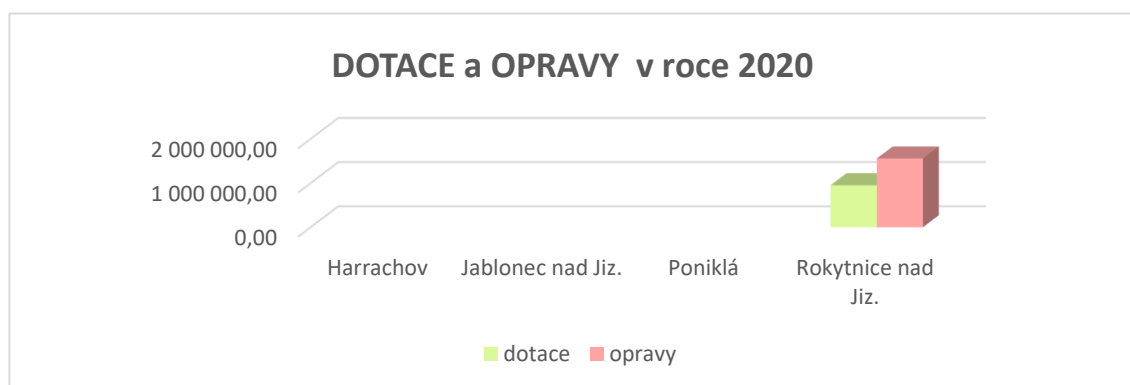 DOTACE a OPRAVY v roce 2020
2 000 000,00
1 000 000,00
0,00
Harrachov
Jablonec nad Jiz.
Poniklá
Rokytnice nad
Jiz.
dotace
opravy